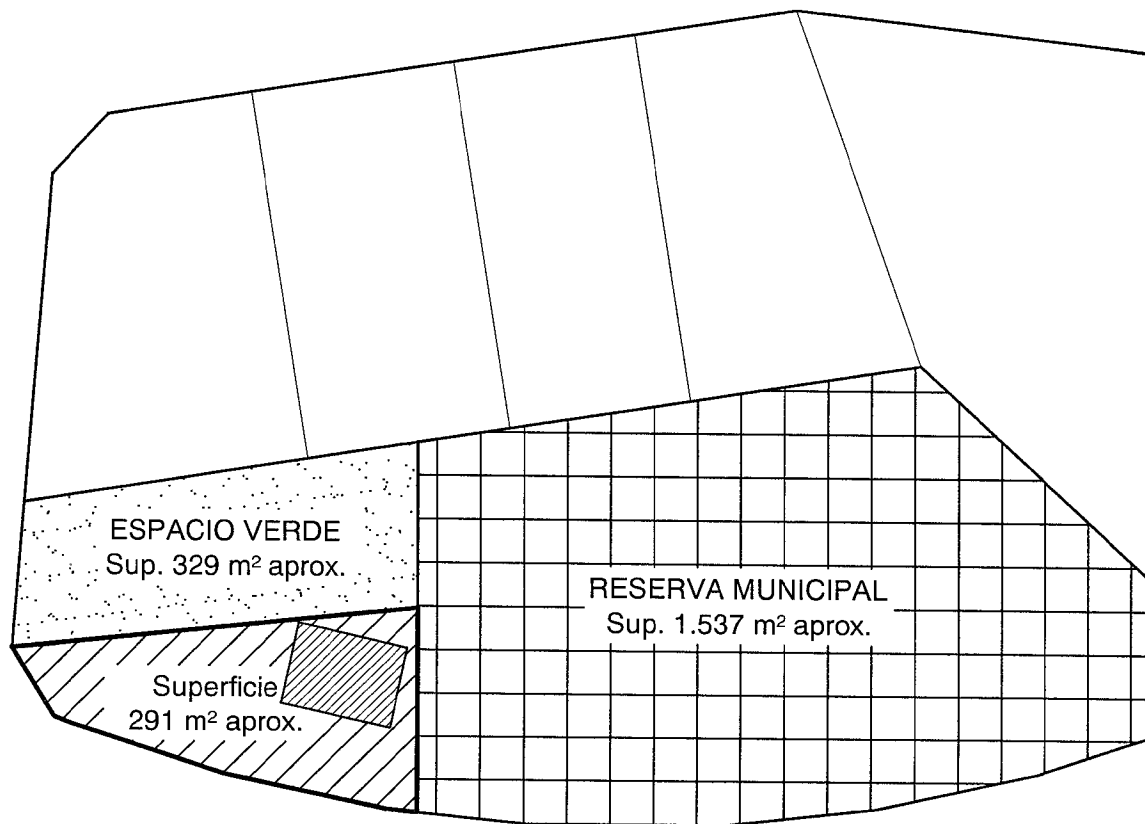 ESPACIO VERDE
Sup. 329 m² aprox.
RESERVA MUNICIPAL
Sup. 1.537 m² aprox.
Superficie
291 m² aprox.